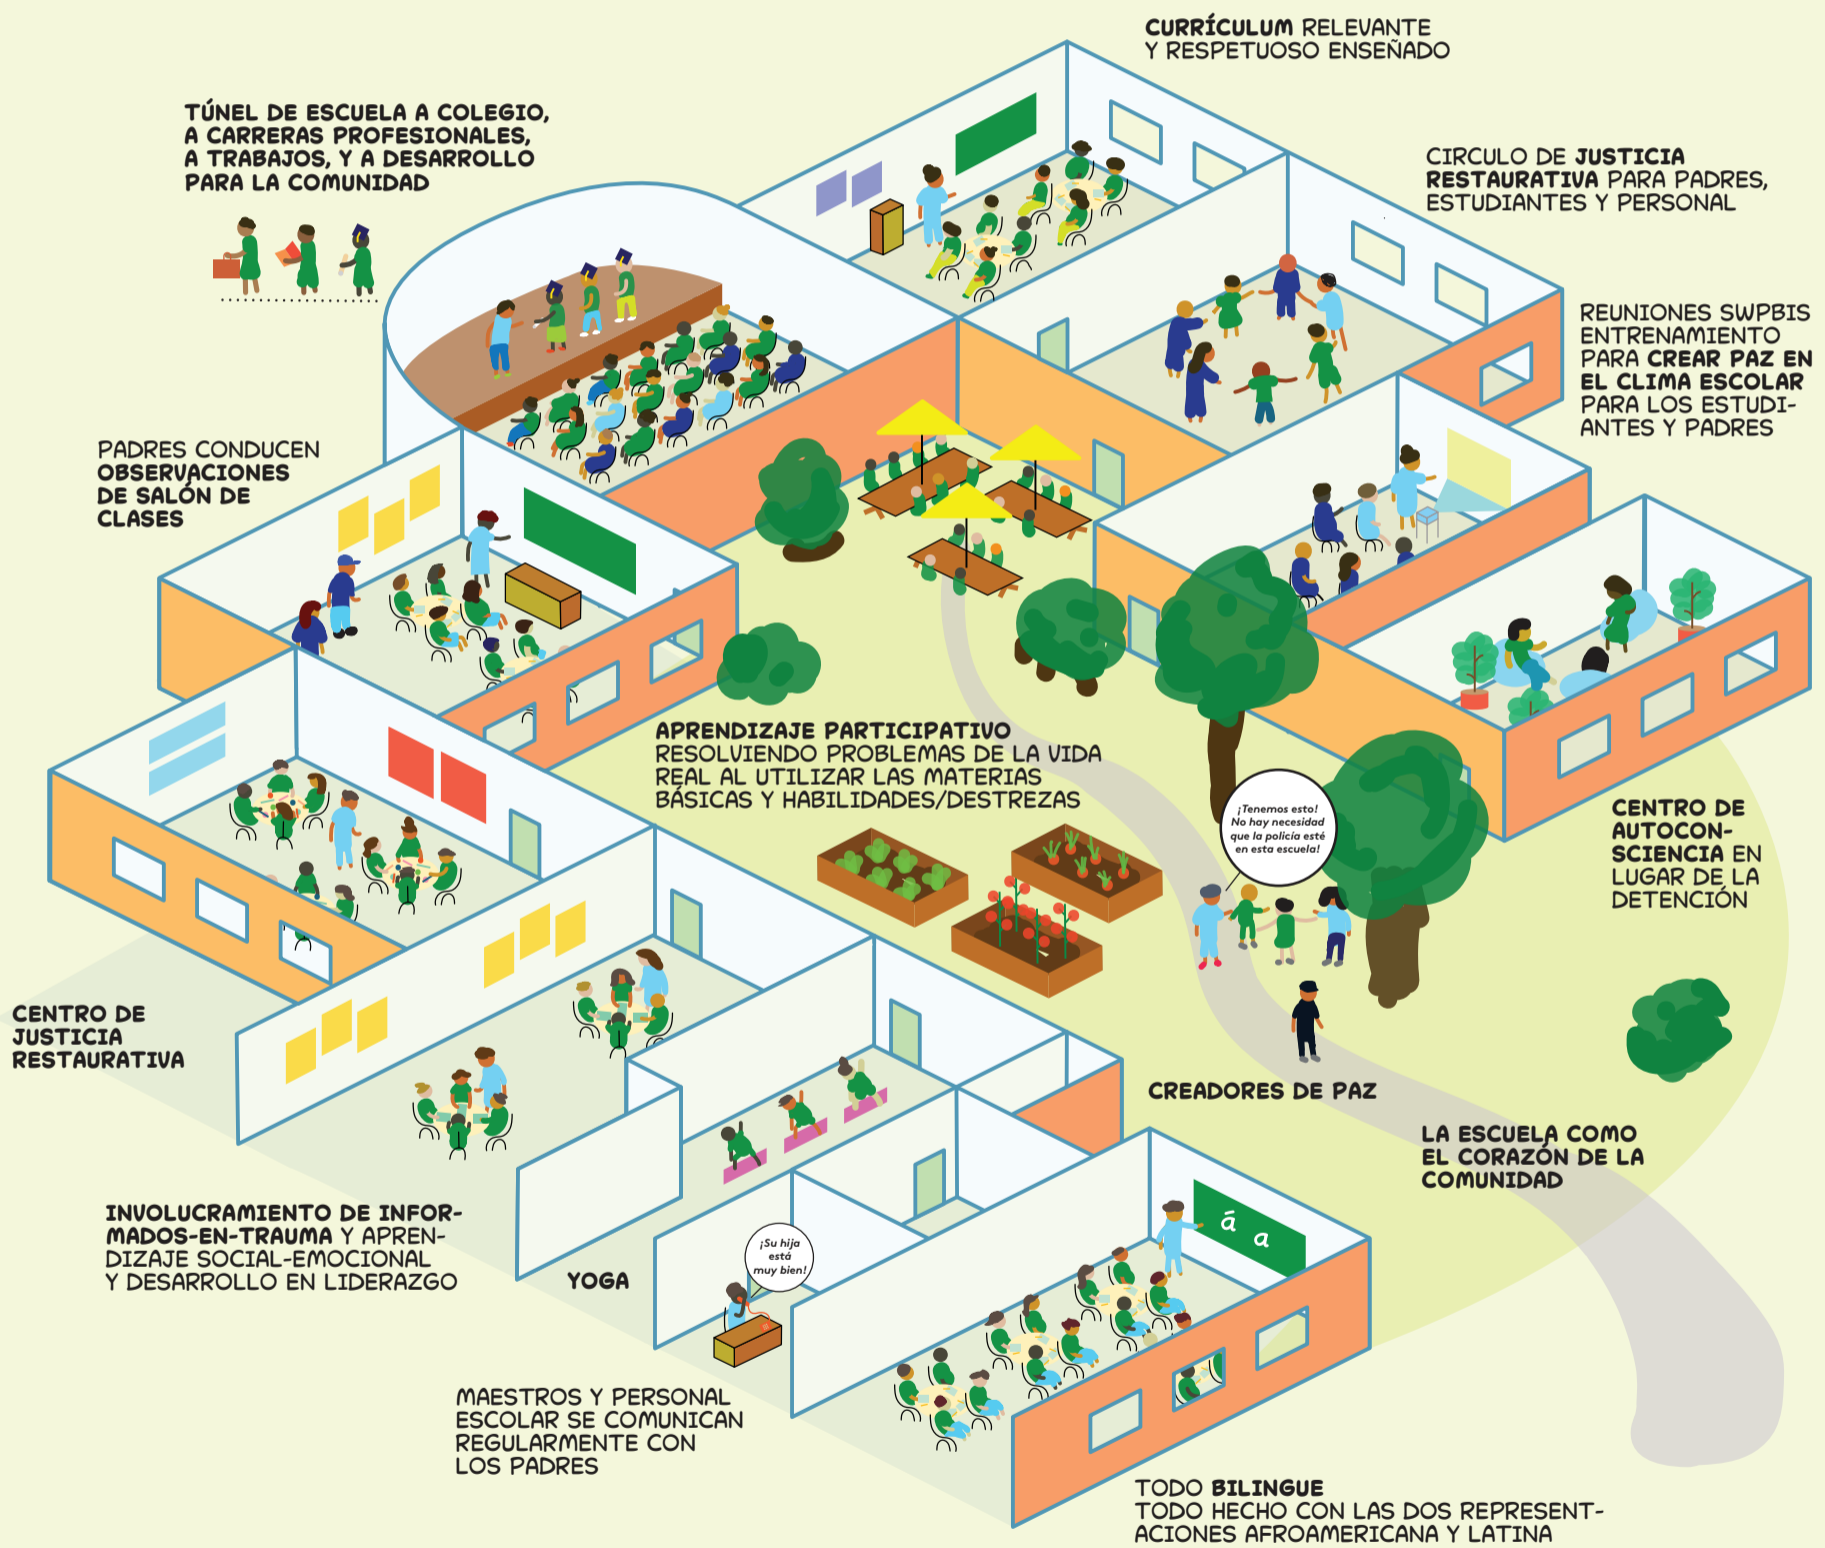 CURRÍCULUM RELEVANTE
Y RESPETUOSO ENSEÑADO
TÚNEL DE ESCUELA A COLEGIO,
A CARRERAS PROFESIONALES,
A TRABAJOS, Y A DESARROLLO
PARA LA COMUNIDAD
CIRCULO DE JUSTICIA
RESTAURATIVA PARA PADRES,
ESTUDIANTES Y PERSONAL
REUNIONES SWPBIS
ENTRENAMIENTO
PARA CREAR PAZ EN
EL CLIMA ESCOLAR
PARA LOS ESTUDI-
ANTES Y PADRES
PADRES CONDUCEN
OBSERVACIONES
DE SALÓN DE
CLASES
APRENDIZAJE PARTICIPATIVO
RESOLVIENDO PROBLEMAS DE LA VIDA
REAL AL UTILIZAR LAS MATERIAS
BÁSICAS Y HABILIDADES/DESTREZAS
¡Tenemos esto!
No hay necesidad
que la policía esté
en esta escuela!
CENTRO DE
AUTOCON-
SCIENCIA EN
LUGAR DE LA
DETENCIÓN
CENTRO DE
JUSTICIA
RESTAURATIVA
CREADORES DE PAZ
LA ESCUELA COMO
EL CORAZÓN DE LA
COMUNIDAD
INVOLUCRAMIENTO DE INFOR-
MADOS-EN-TRAUMA Y APREN-
DIZAJE SOCIAL-EMOCIONAL
Y DESARROLLO EN LIDERAZGO
YOGA
¡Su hija
está
muy bien!
á a
MAESTROS Y PERSONAL
ESCOLAR SE COMUNICAN
REGULARMENTE CON
LOS PADRES
TODO BILINGUE
TODO HECHO CON LAS DOS REPRESENT-
ACIONES AFROAMERICANA Y LATINA